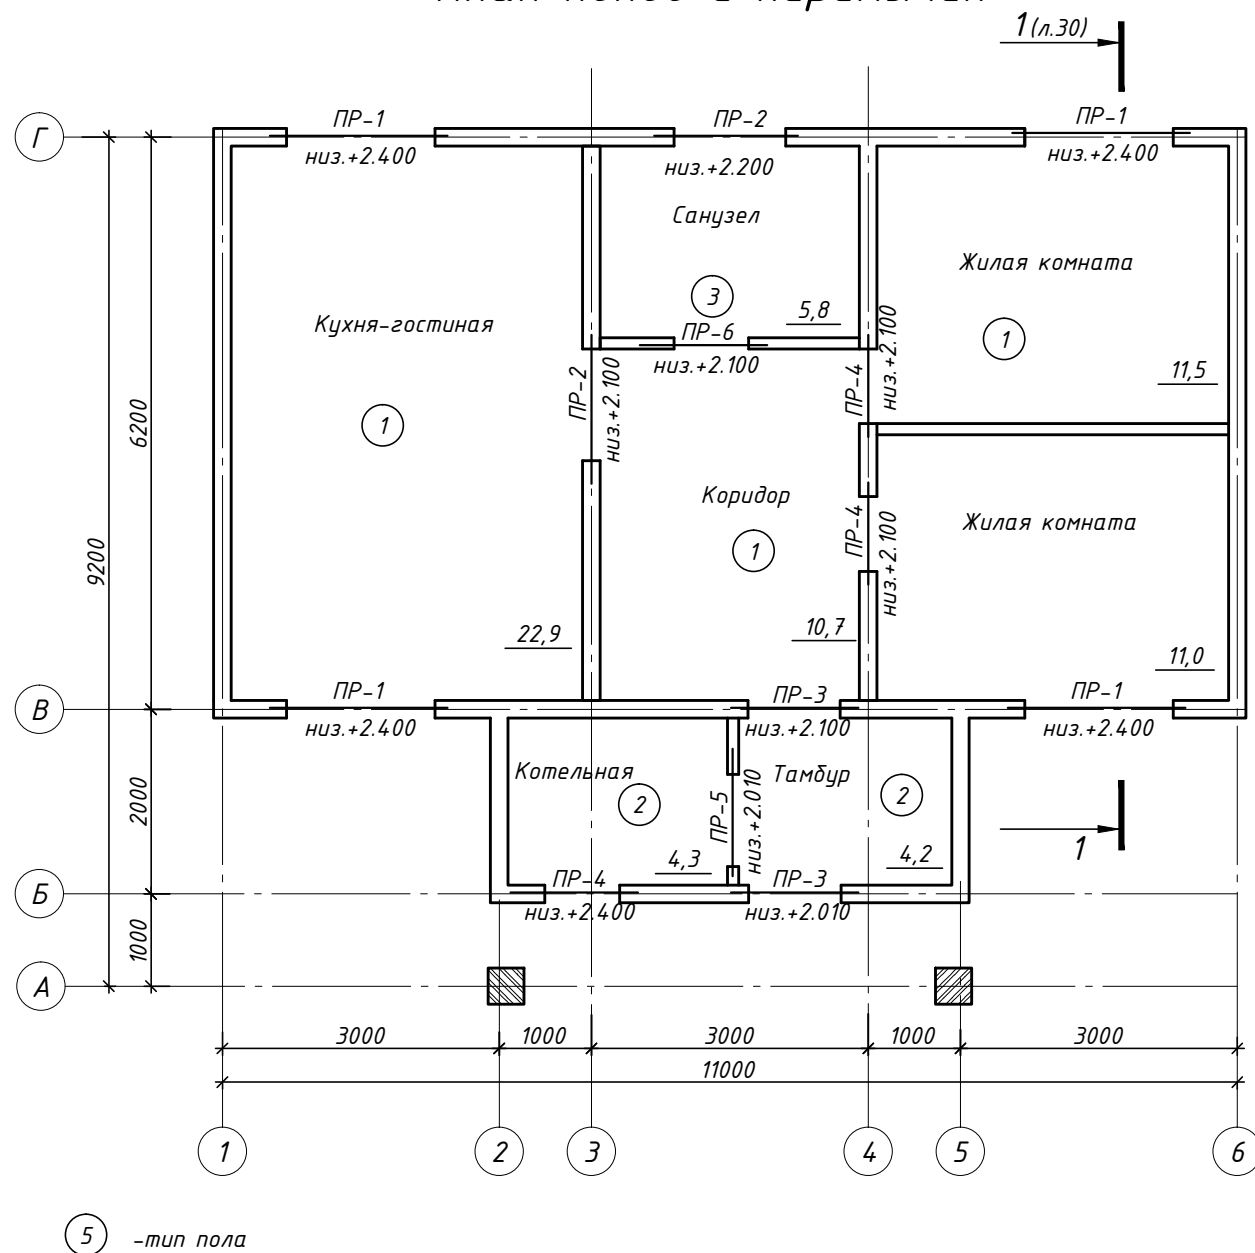 План полов и перемычек
1 (л.30)
Г
ПР-1
низ.+2.400
ПР-2
низ.+2.200
ПР-1
низ.+2.400
Санузел
3
5,8
Жилая комната
1
11,5
Кухня-гостиная
1
22,9
ПР-6
низ.+2.100
ПР-2
низ.+2.100
ПР-4
низ.+2.100
Коридор
1
10,7
ПР-4
низ.+2.100
Жилая комната
11,0
6200
9200
В
ПР-1
низ.+2.400
ПР-3
низ.+2.100
ПР-1
низ.+2.400
Котельная
2
4,3
ПР-5
низ.+2.010
Тамбур
2
4,2
1
2000
Б
ПР-4
низ.+2.400
ПР-3
низ.+2.010
1000
А
3000
1000
3000
1000
3000
11000
1
2
3
4
5
6
5
-тип пола